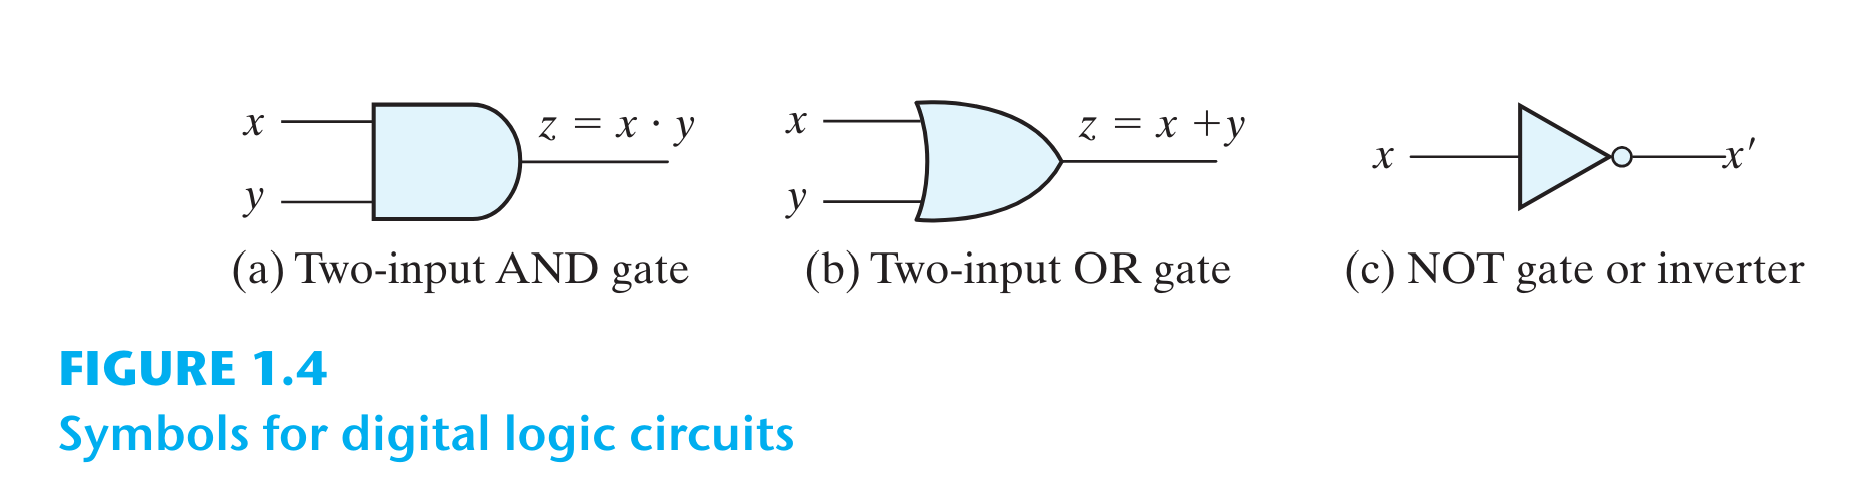 x
y
z = x · y
(a) Two-input AND gate
x
y
z = x +y
(b) Two-input OR gate
x
x′
(c) NOT gate or inverter
FIGURE 1.4
Symbols for digital logic circuits